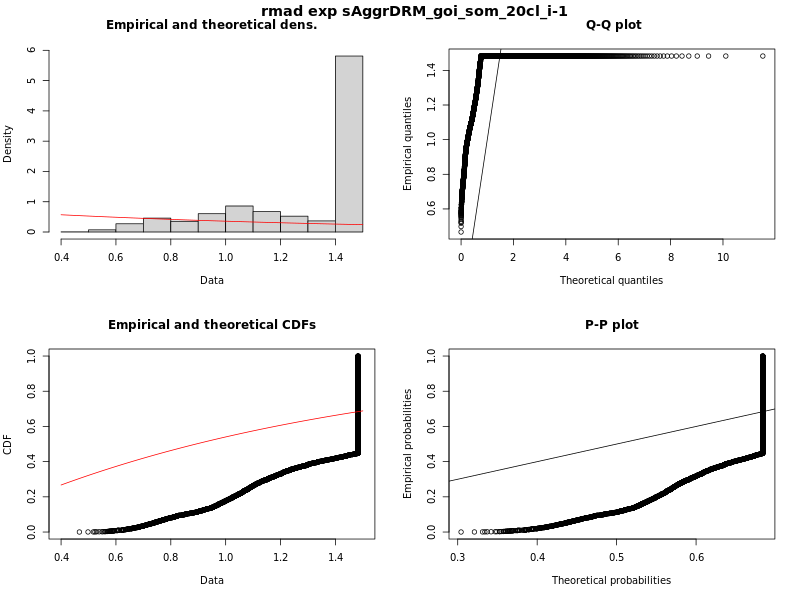 rmad exp sAggrDRM_goi_som_20cl_i-1
Empirical and theoretical dens.
Density
0 1 2 3 4 5 6
0.4 0.6 0.8 1.0 1.2 1.4
Data
Q-Q plot
Empirical quantiles
0.6 0.8 1.0 1.2 1.4
0 2 4 6 8 10
Theoretical quantiles
Empirical and theoretical CDFs
CDF
0.0 0.2 0.4 0.6 0.8 1.0
0.4 0.6 0.8 1.0 1.2 1.4
Data
P-P plot
Empirical probabilities
0.0 0.2 0.4 0.6 0.8 1.0
0.3 0.4 0.5 0.6
Theoretical probabilities